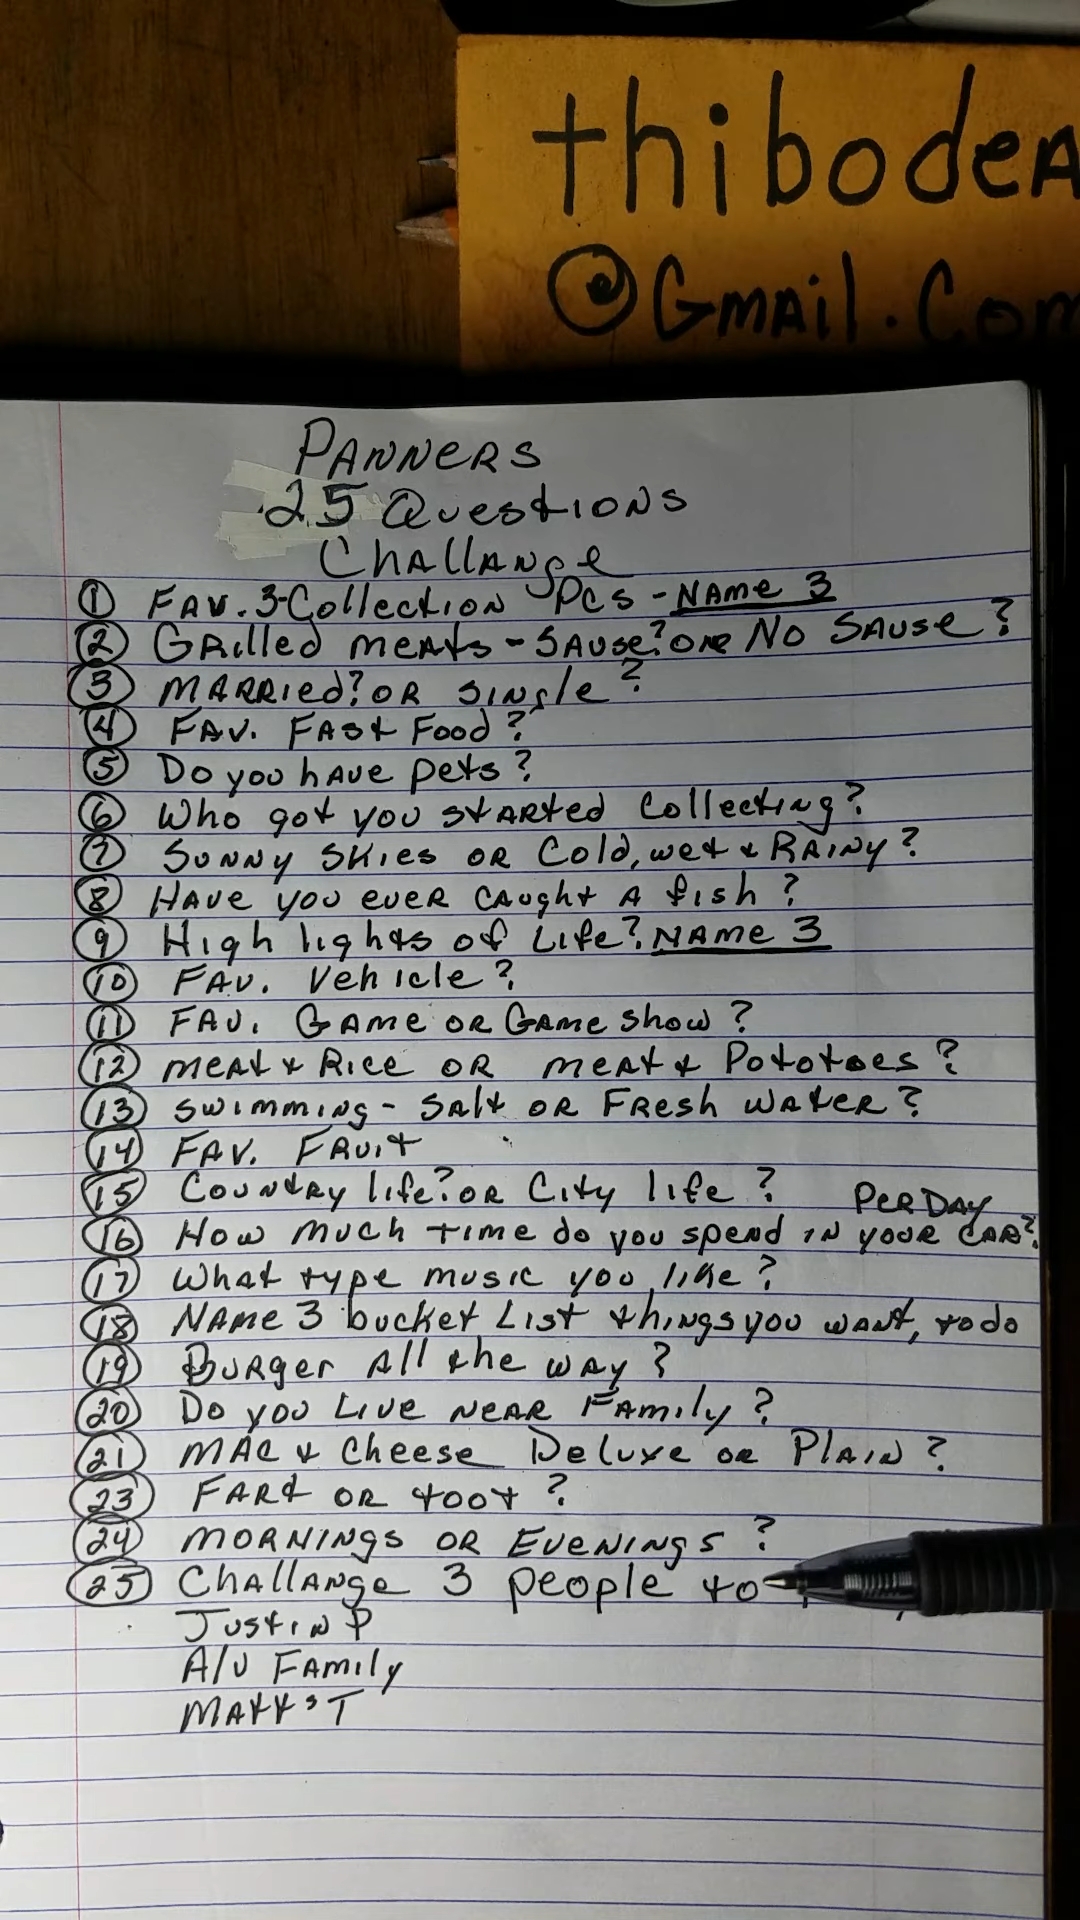 thibodeA
@GMAil.Com
PANNERS
25 QuestIONS
ChAllANge
① FAV. 3-CollectION Pcs - NAme 3
② GRilled meAts - SAUSE? ORe NO SAUSE?
③ MARRied? OR SINgle?
④ FAV. FASt Food?
⑤ Do you hAve pets?
⑥ Who got you stARted Collecting?
⑦ SUNNY SKies OR Cold, wet & RAINY?
⑧ HAve you ever CAught A fish?
⑨ High lights of Life? NAme 3
⑩ FAV. Vehicle?
⑪ FAV. GAme OR GAme show?
⑫ meAt & Rice OR meAt & Pototoes?
⑬ swimming - SAlt OR FResh WAter?
⑭ FAV. FRuit
⑮ CountRy life? OR City life?
PeR DAY
⑯ How much time do you spend IN youR CAR?
⑰ WhAt type music you like?
⑱ NAme 3 bucket List things you wANt, to do
⑲ BURger All the wAy?
⑳ Do you Live NeAR FAmily?
㉑ MAC & Cheese Deluxe OR PlAIN?
㉓ FARt OR toot?
㉔ MORNINgs OR EveNINgs?
㉕ ChAllANge 3 people to
JustIN P
A/U FAmily
MAtt's T